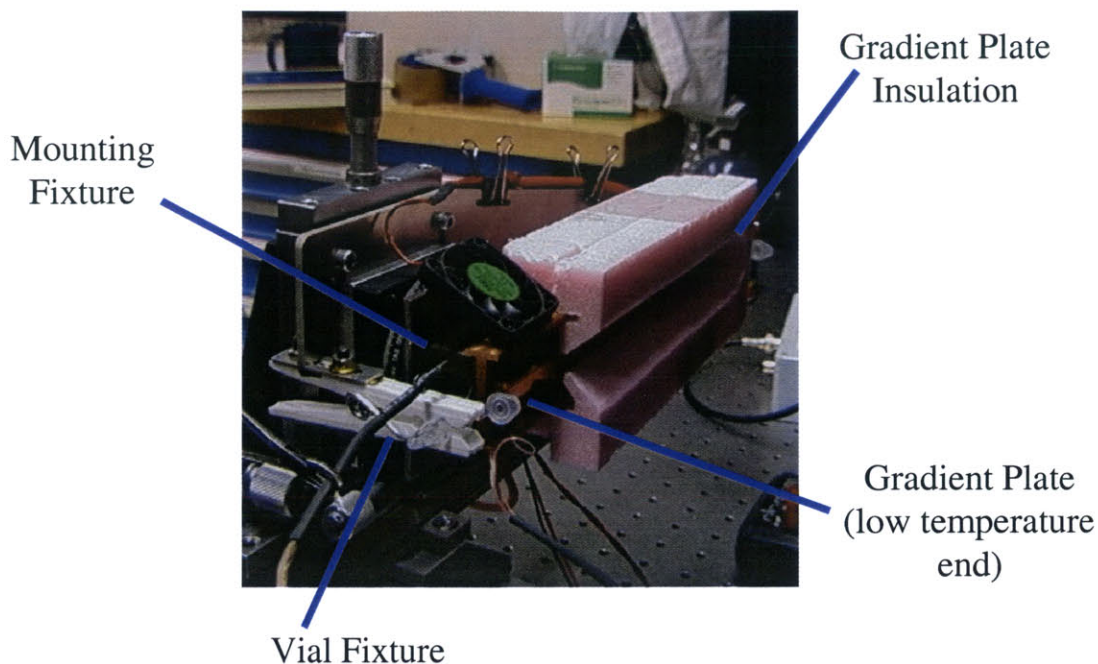 Gradient Plate
Insulation
Mounting
Fixture
Gradient Plate
(low temperature
end)
Vial Fixture